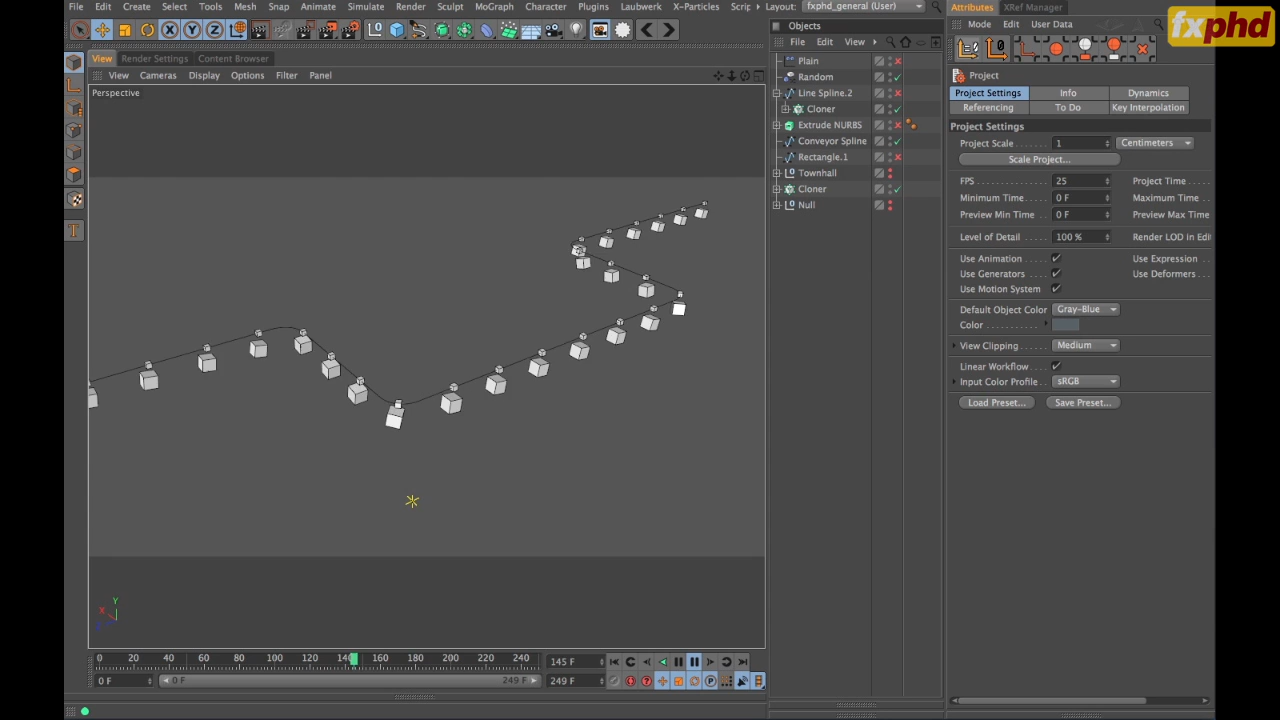 File Edit Create Select Tools Mesh Snap Animate Simulate Render Sculpt MoGraph Character Plugins Laubwerk X-Particles Scrip Layout: fxphd_general (User)
Attributes XRef Manager
fxphd
Objects
Mode Edit User Data
File Edit View
View Render Settings Content Browser
View Cameras Display Options Filter Panel
Perspective
Plain
Random
Line Spline.2
Cloner
Extrude NURBS
Conveyor Spline
Rectangle.1
Townhall
Cloner
Null
Project
Project Settings Info Dynamics
Referencing To Do Key Interpolation
Project Settings
Project Scale 1 Centimeters
Scale Project...
FPS 25 Project Time
Minimum Time 0 F Maximum Time
Preview Min Time 0 F Preview Max Time
Level of Detail 100 % Render LOD in Edi
Use Animation Use Expression
Use Generators Use Deformers
Use Motion System
Default Object Color Gray-Blue
Color
View Clipping Medium
Linear Workflow
Input Color Profile sRGB
Load Preset... Save Preset...
Y
X
0 20 40 60 80 100 120 140 160 180 200 220 240 145 F
0 F 0 F 249 F 249 F